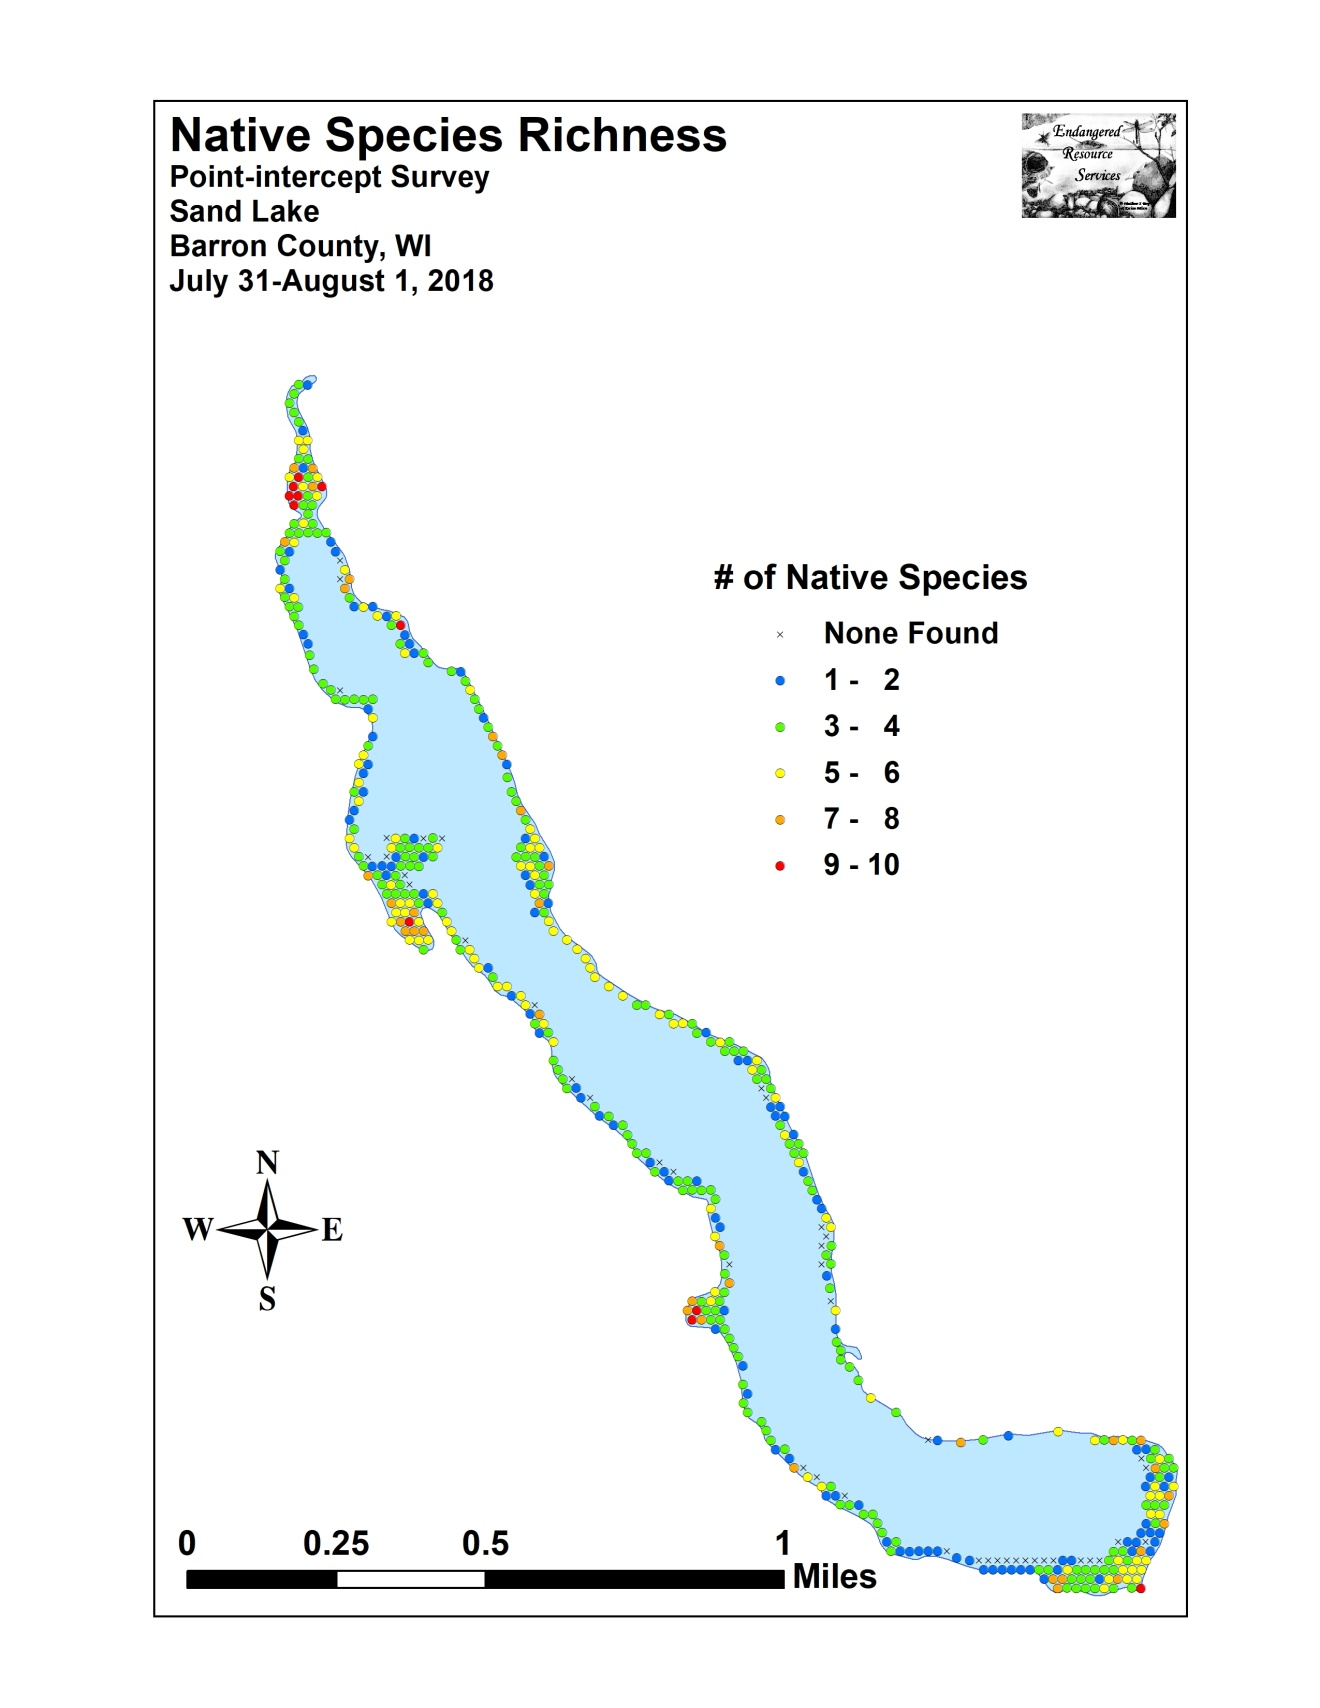 Native Species Richness
Point-intercept Survey
Sand Lake
Barron County, WI
July 31-August 1, 2018
Endangered
Resource
Services
# of Native Species
None Found
1 - 2
3 - 4
5 - 6
7 - 8
9 - 10
N
W E
S
0 0.25 0.5 1
Miles